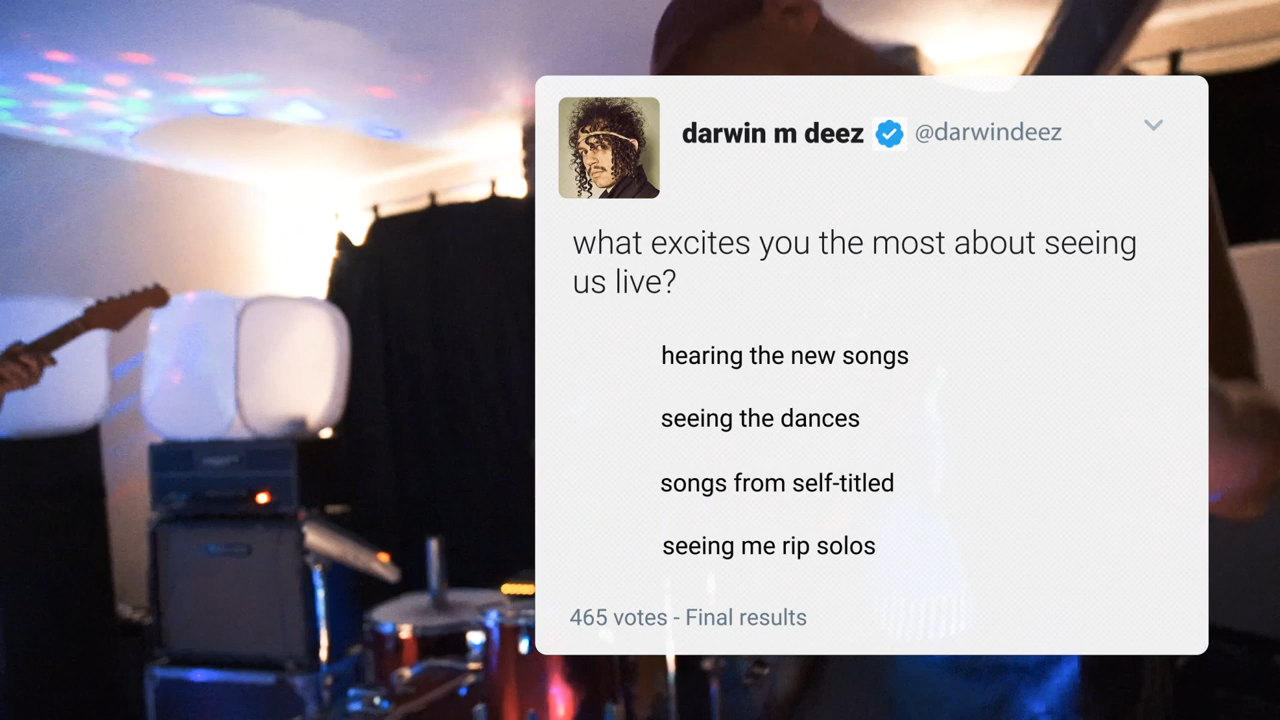 darwin m deez @darwindeez
what excites you the most about seeing
us live?
hearing the new songs
seeing the dances
songs from self-titled
seeing me rip solos
465 votes - Final results